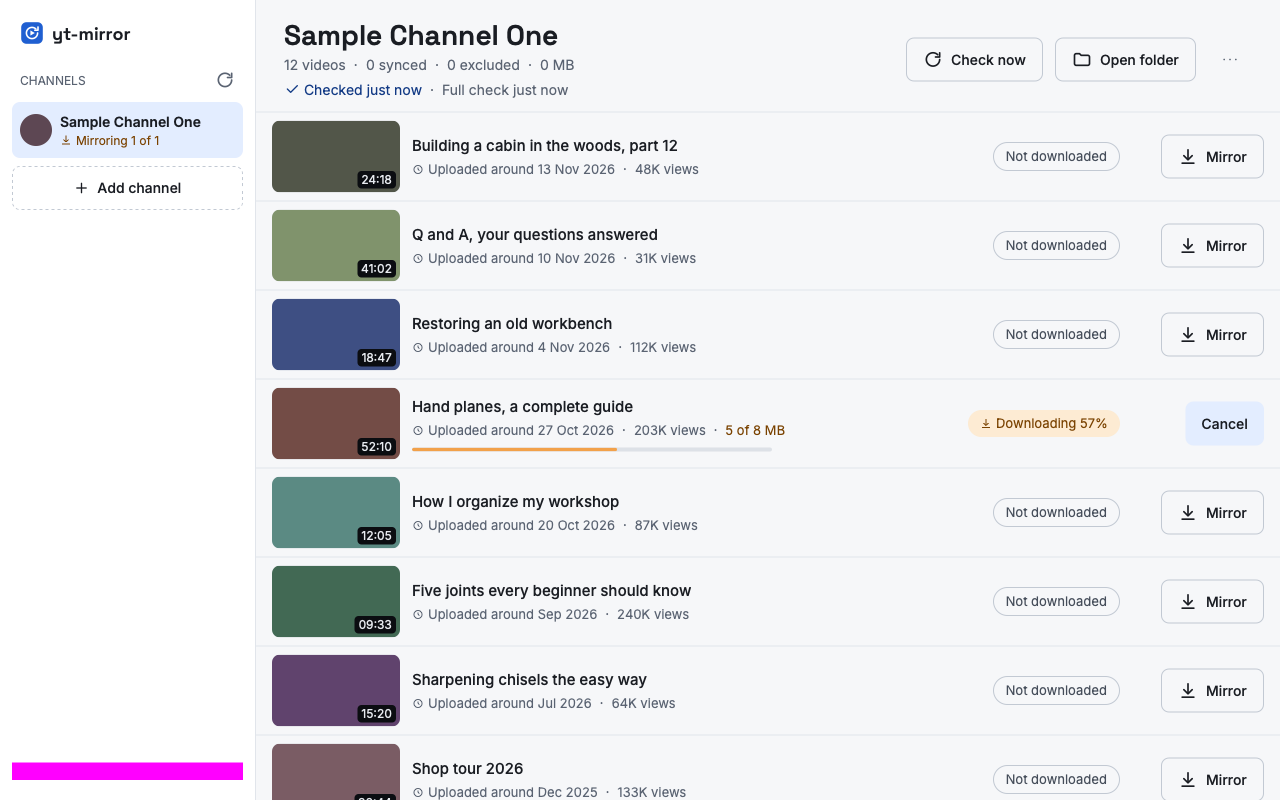 yt-mirror
CHANNELS
Sample Channel One
Mirroring 1 of 1
Add channel
Sample Channel One
12 videos · 0 synced · 0 excluded · 0 MB
Checked just now · Full check just now
Check now
Open folder
...
24:18
Building a cabin in the woods, part 12
Uploaded around 13 Nov 2026 · 48K views
Not downloaded
Mirror
41:02
Q and A, your questions answered
Uploaded around 10 Nov 2026 · 31K views
Not downloaded
Mirror
18:47
Restoring an old workbench
Uploaded around 4 Nov 2026 · 112K views
Not downloaded
Mirror
52:10
Hand planes, a complete guide
Uploaded around 27 Oct 2026 · 203K views · 5 of 8 MB
Downloading 57%
Cancel
12:05
How I organize my workshop
Uploaded around 20 Oct 2026 · 87K views
Not downloaded
Mirror
09:33
Five joints every beginner should know
Uploaded around Sep 2026 · 240K views
Not downloaded
Mirror
15:20
Sharpening chisels the easy way
Uploaded around Jul 2026 · 64K views
Not downloaded
Mirror
Shop tour 2026
Uploaded around Dec 2025 · 133K views
Not downloaded
Mirror